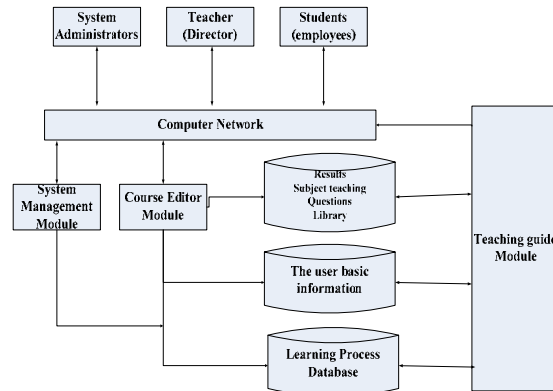 System
Administrators
Teacher
(Director)
Students
(employees)
Computer Network
System
Management
Module
Course Editor
Module
Results
Subject teaching
Questions
Library
The user basic
information
Learning Process
Database
Teaching guide
Module